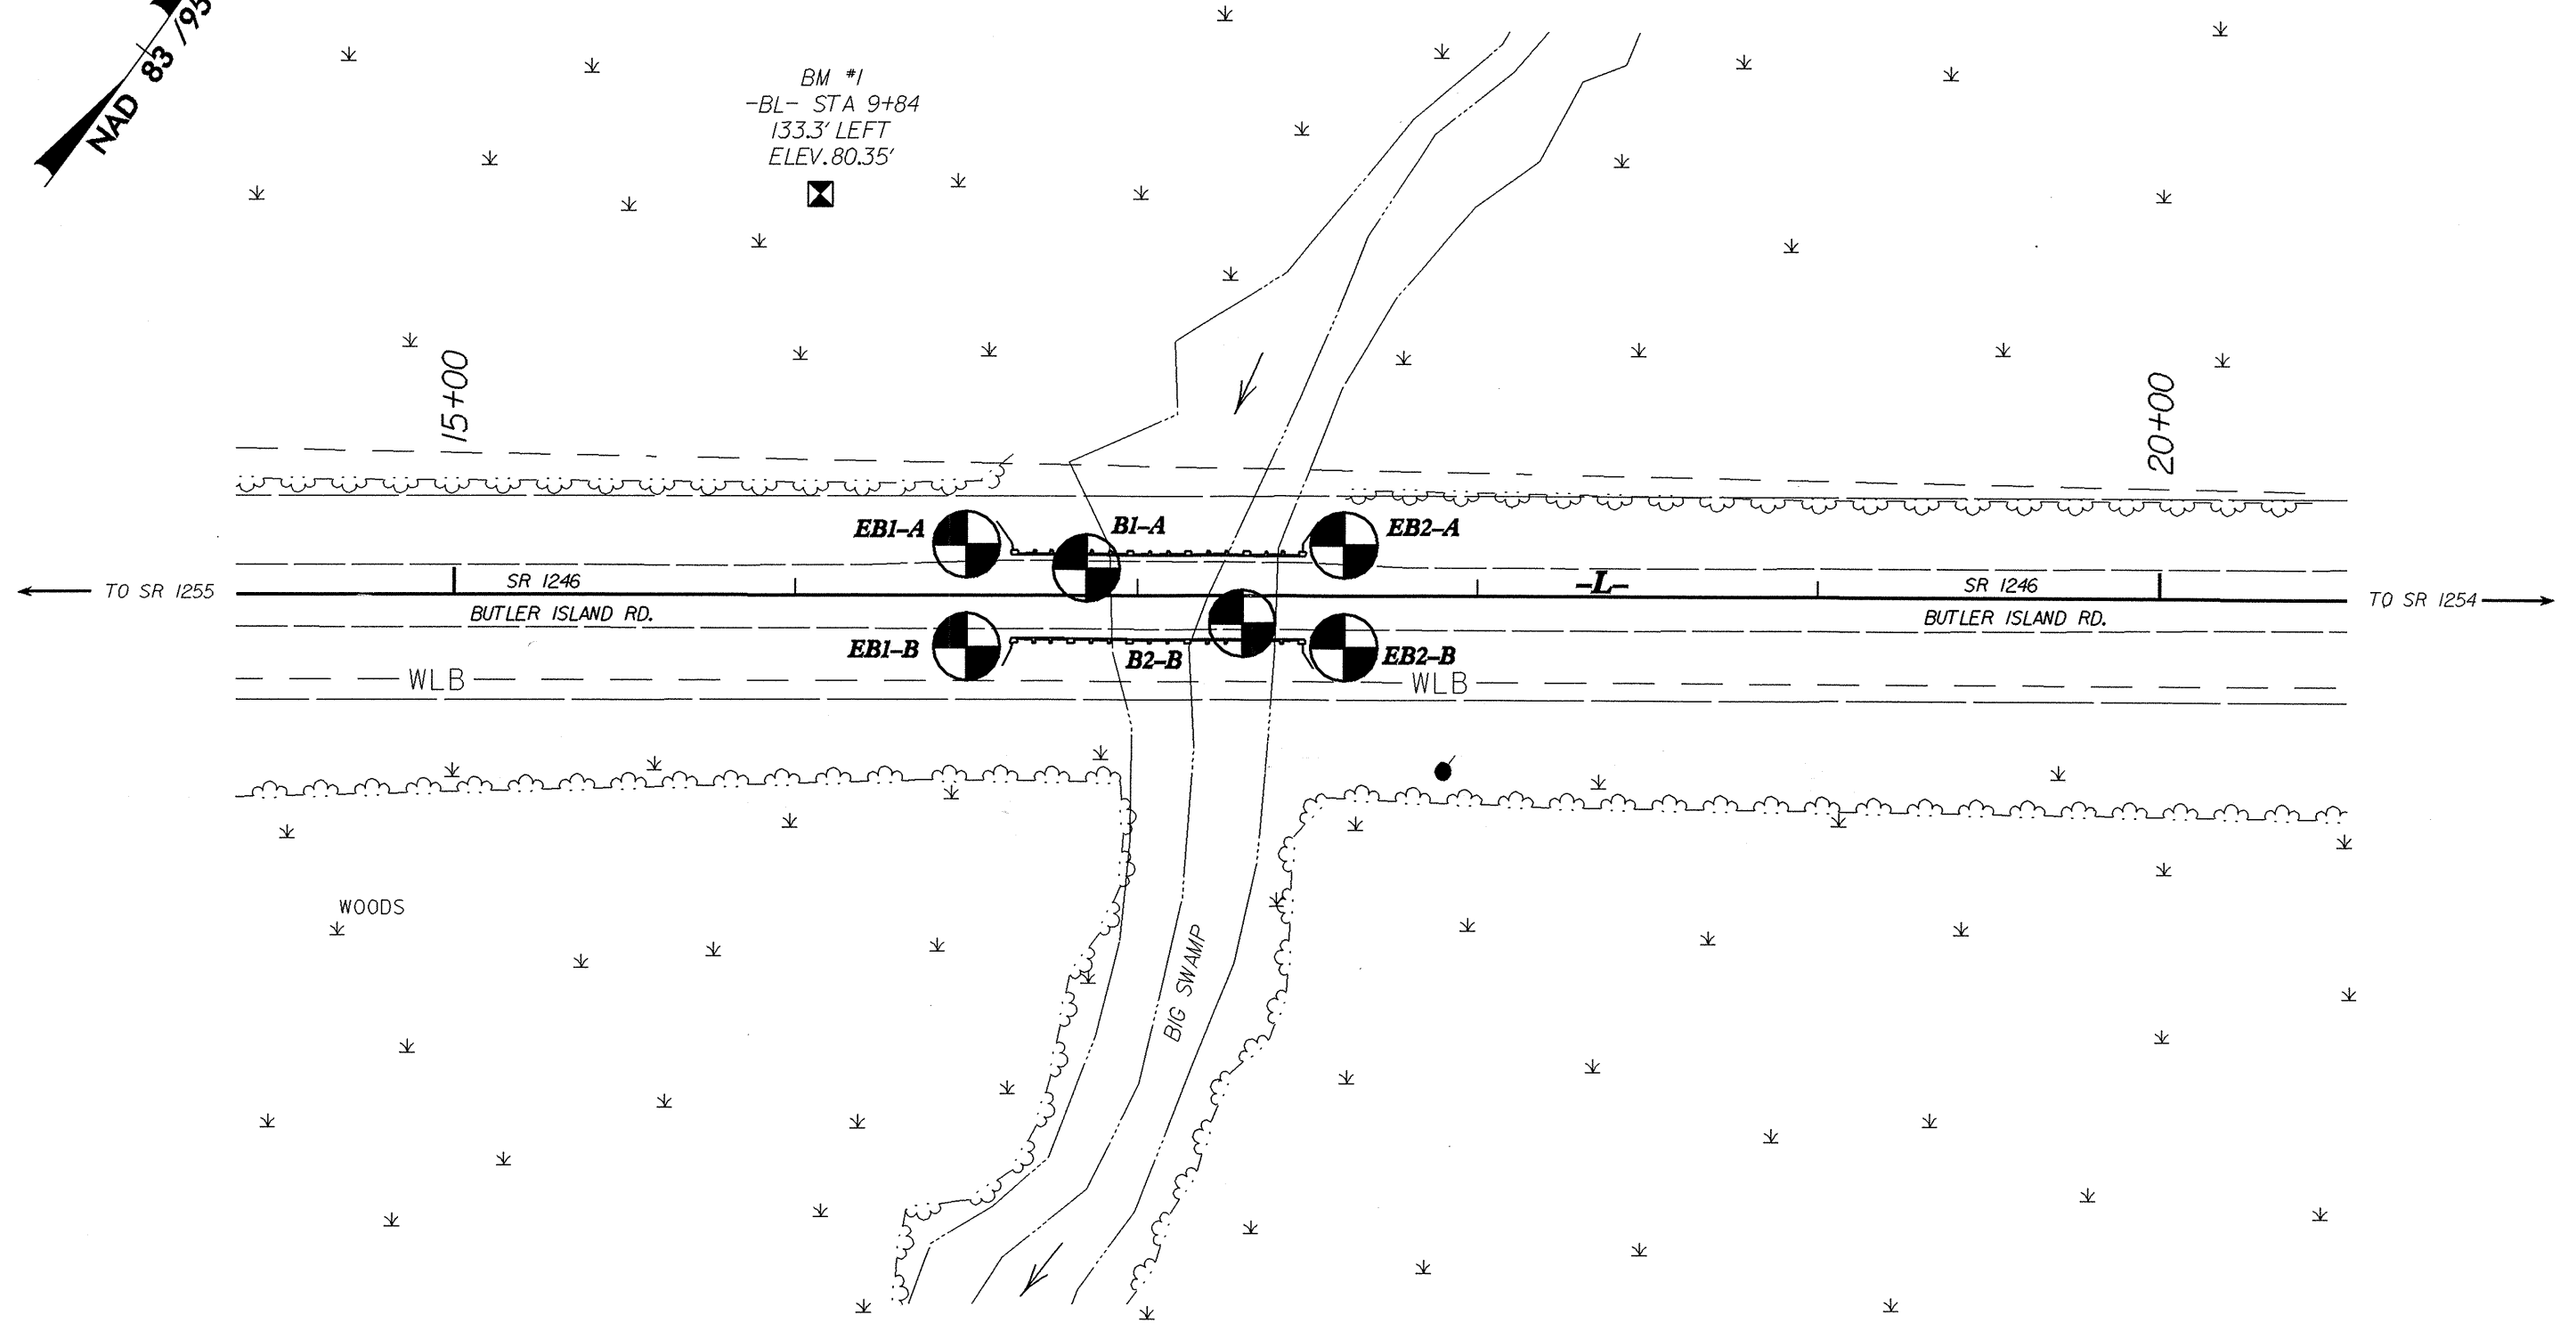 NAD 83 /95
BM #1
-BL- STA 9+84
133.3' LEFT
ELEV. 80.35'
15+00
20+00
EB1-A
B1-A
EB2-A
TO SR 1255
SR 1246
-L-
SR 1246
TO SR 1254
BUTLER ISLAND RD.
BUTLER ISLAND RD.
EB1-B
B2-B
EB2-B
WLB
WLB
WOODS
BIG SWAMP